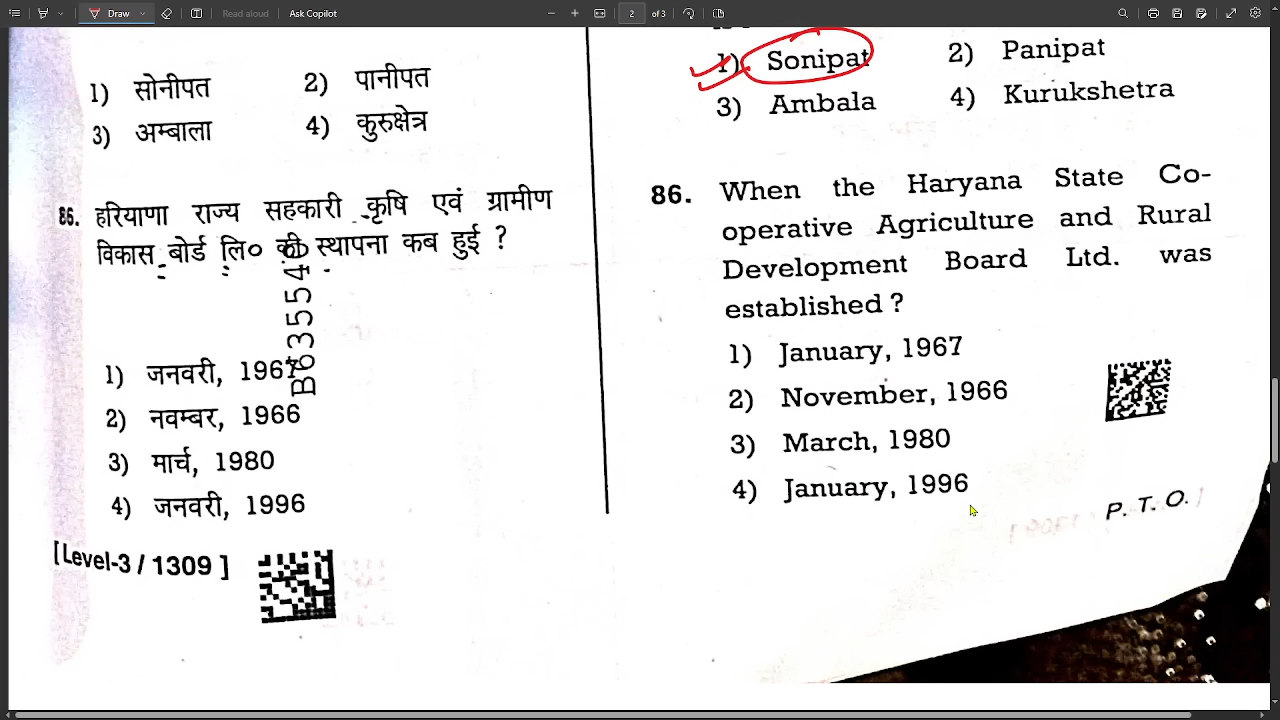 Draw
Read aloud
Ask Copilot
2 of 3
1) सोनीपत 2) पानीपत
3) अम्बाला 4) कुरुक्षेत्र
86. हरियाणा राज्य सहकारी कृषि एवं ग्रामीण
विकास बोर्ड लि० की स्थापना कब हुई ?
1) जनवरी, 1967
2) नवम्बर, 1966
3) मार्च, 1980
4) जनवरी, 1996
[Level-3 / 1309 ]
1) Sonipat 2) Panipat
3) Ambala 4) Kurukshetra
86. When the Haryana State Co-
operative Agriculture and Rural
Development Board Ltd. was
established ?
1) January, 1967
2) November, 1966
3) March, 1980
4) January, 1996
P. T. O.